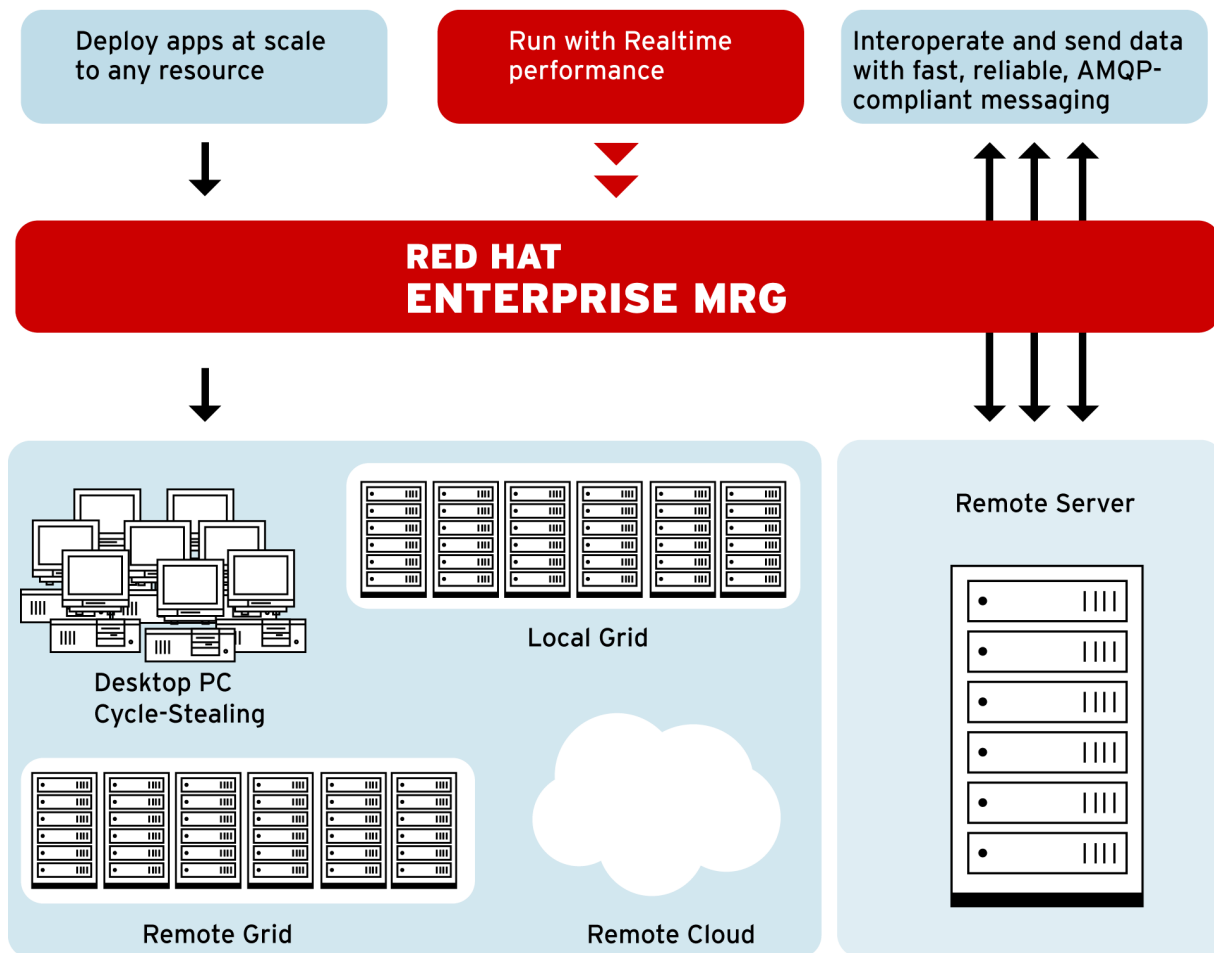 Deploy apps at scale
to any resource
Run with Realtime
performance
Interoperate and send data
with fast, reliable, AMQP-
compliant messaging
RED HAT
ENTERPRISE MRG
Remote Server
Local Grid
Desktop PC
Cycle-Stealing
Remote Grid
Remote Cloud